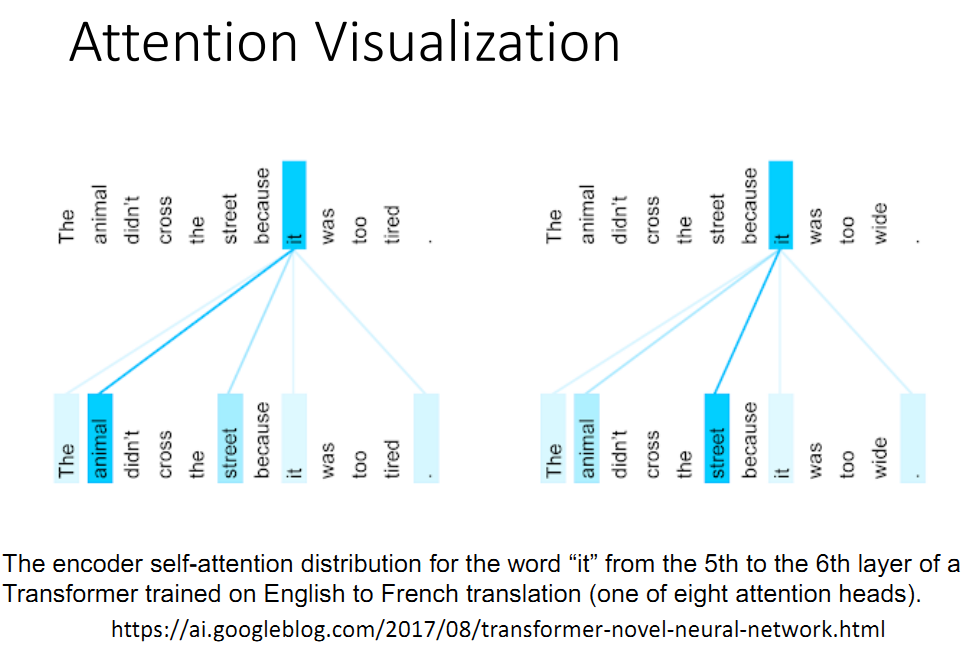 Attention Visualization
The animal didn't cross the street because it was too tired .
The animal didn't cross the street because it was too wide .
The animal didn't cross the street because it was too tired .
The animal didn't cross the street because it was too wide .
The encoder self-attention distribution for the word “it” from the 5th to the 6th layer of a
Transformer trained on English to French translation (one of eight attention heads).
https://ai.googleblog.com/2017/08/transformer-novel-neural-network.html